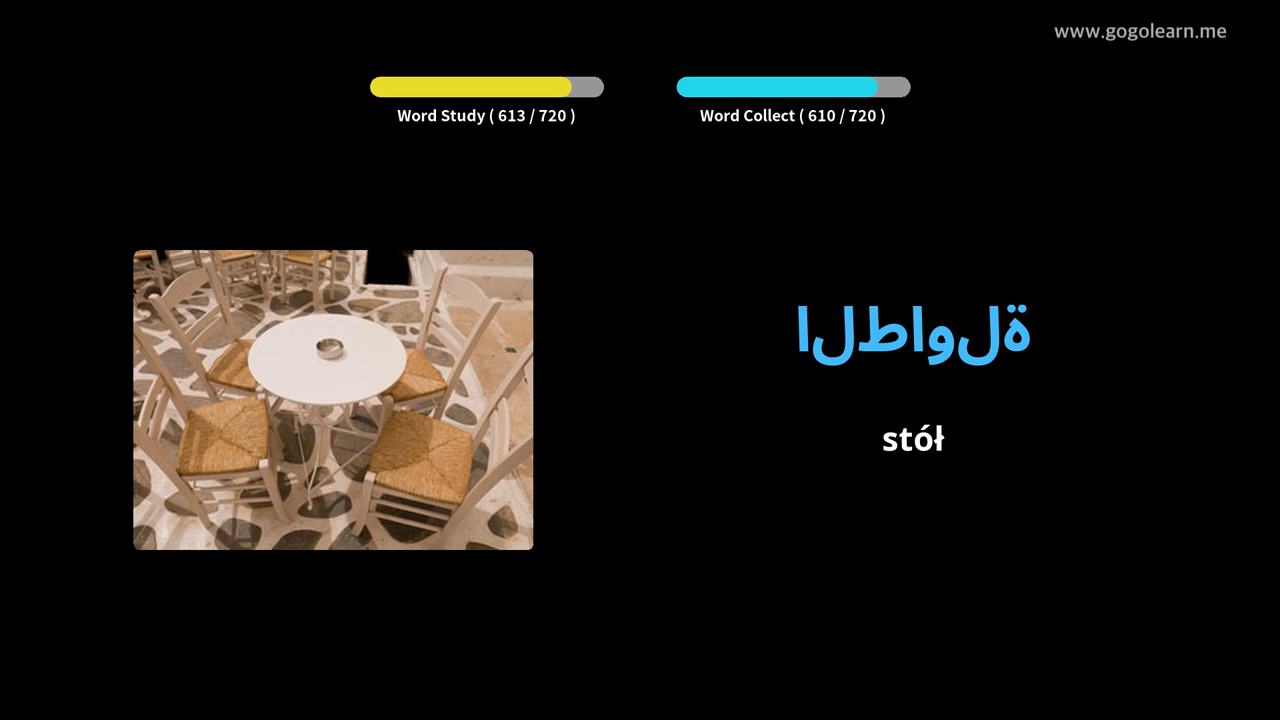 www.gogolearn.me
Word Study ( 613 / 720 )
Word Collect ( 610 / 720 )
الطاولة
stół